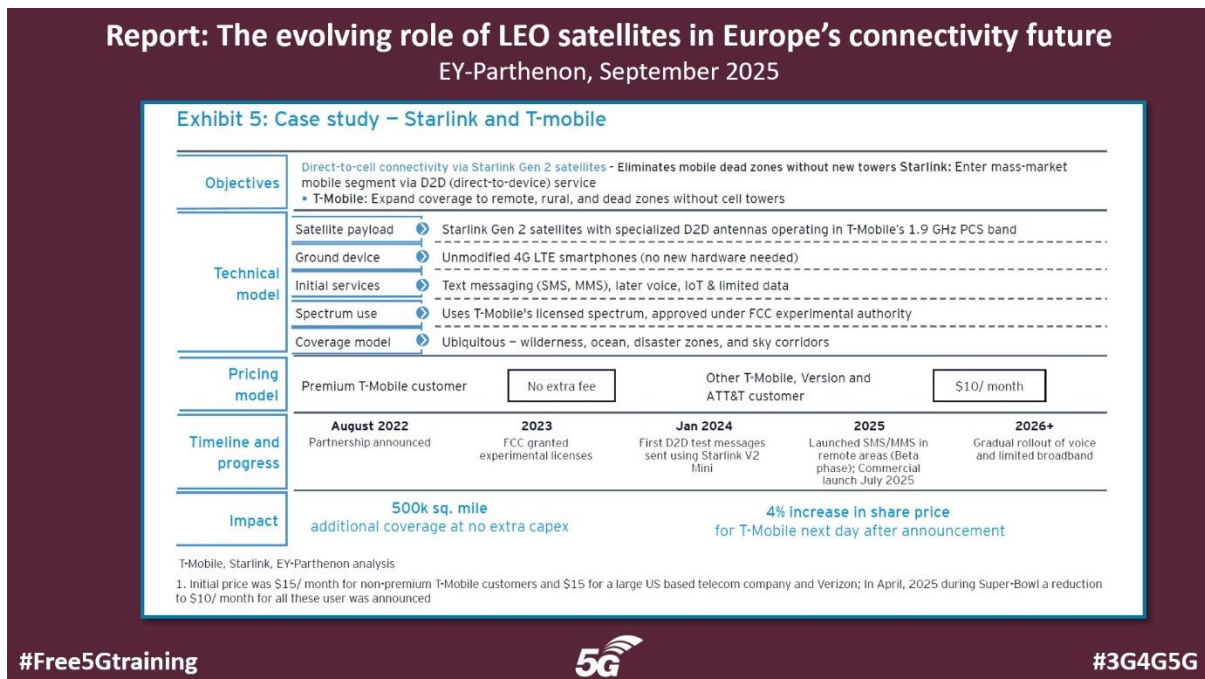 Report: The evolving role of LEO satellites in Europe's connectivity future
EY-Parthenon, September 2025
Exhibit 5: Case study – Starlink and T-mobile
Objectives
Direct-to-cell connectivity via Starlink Gen 2 satellites - Eliminates mobile dead zones without new towers Starlink: Enter mass-market
mobile segment via D2D (direct-to-device) service
▪ T-Mobile: Expand coverage to remote, rural, and dead zones without cell towers
Technical
model
Satellite payload
Starlink Gen 2 satellites with specialized D2D antennas operating in T-Mobile's 1.9 GHz PCS band
Ground device
Unmodified 4G LTE smartphones (no new hardware needed)
Initial services
Text messaging (SMS, MMS), later voice, IoT & limited data
Spectrum use
Uses T-Mobile's licensed spectrum, approved under FCC experimental authority
Coverage model
Ubiquitous – wilderness, ocean, disaster zones, and sky corridors
Pricing
model
Premium T-Mobile customer
No extra fee
Other T-Mobile, Version and
ATT&T customer
$10/ month
Timeline and
progress
August 2022
Partnership announced
2023
FCC granted
experimental licenses
Jan 2024
First D2D test messages
sent using Starlink V2
Mini
2025
Launched SMS/MMS in
remote areas (Beta
phase); Commercial
launch July 2025
2026+
Gradual rollout of voice
and limited broadband
Impact
500k sq. mile
additional coverage at no extra capex
4% increase in share price
for T-Mobile next day after announcement
T-Mobile, Starlink, EY-Parthenon analysis
1. Initial price was $15/ month for non-premium T-Mobile customers and $15 for a large US based telecom company and Verizon; In April, 2025 during Super-Bowl a reduction
to $10/ month for all these user was announced
#Free5Gtraining
5G
#3G4G5G